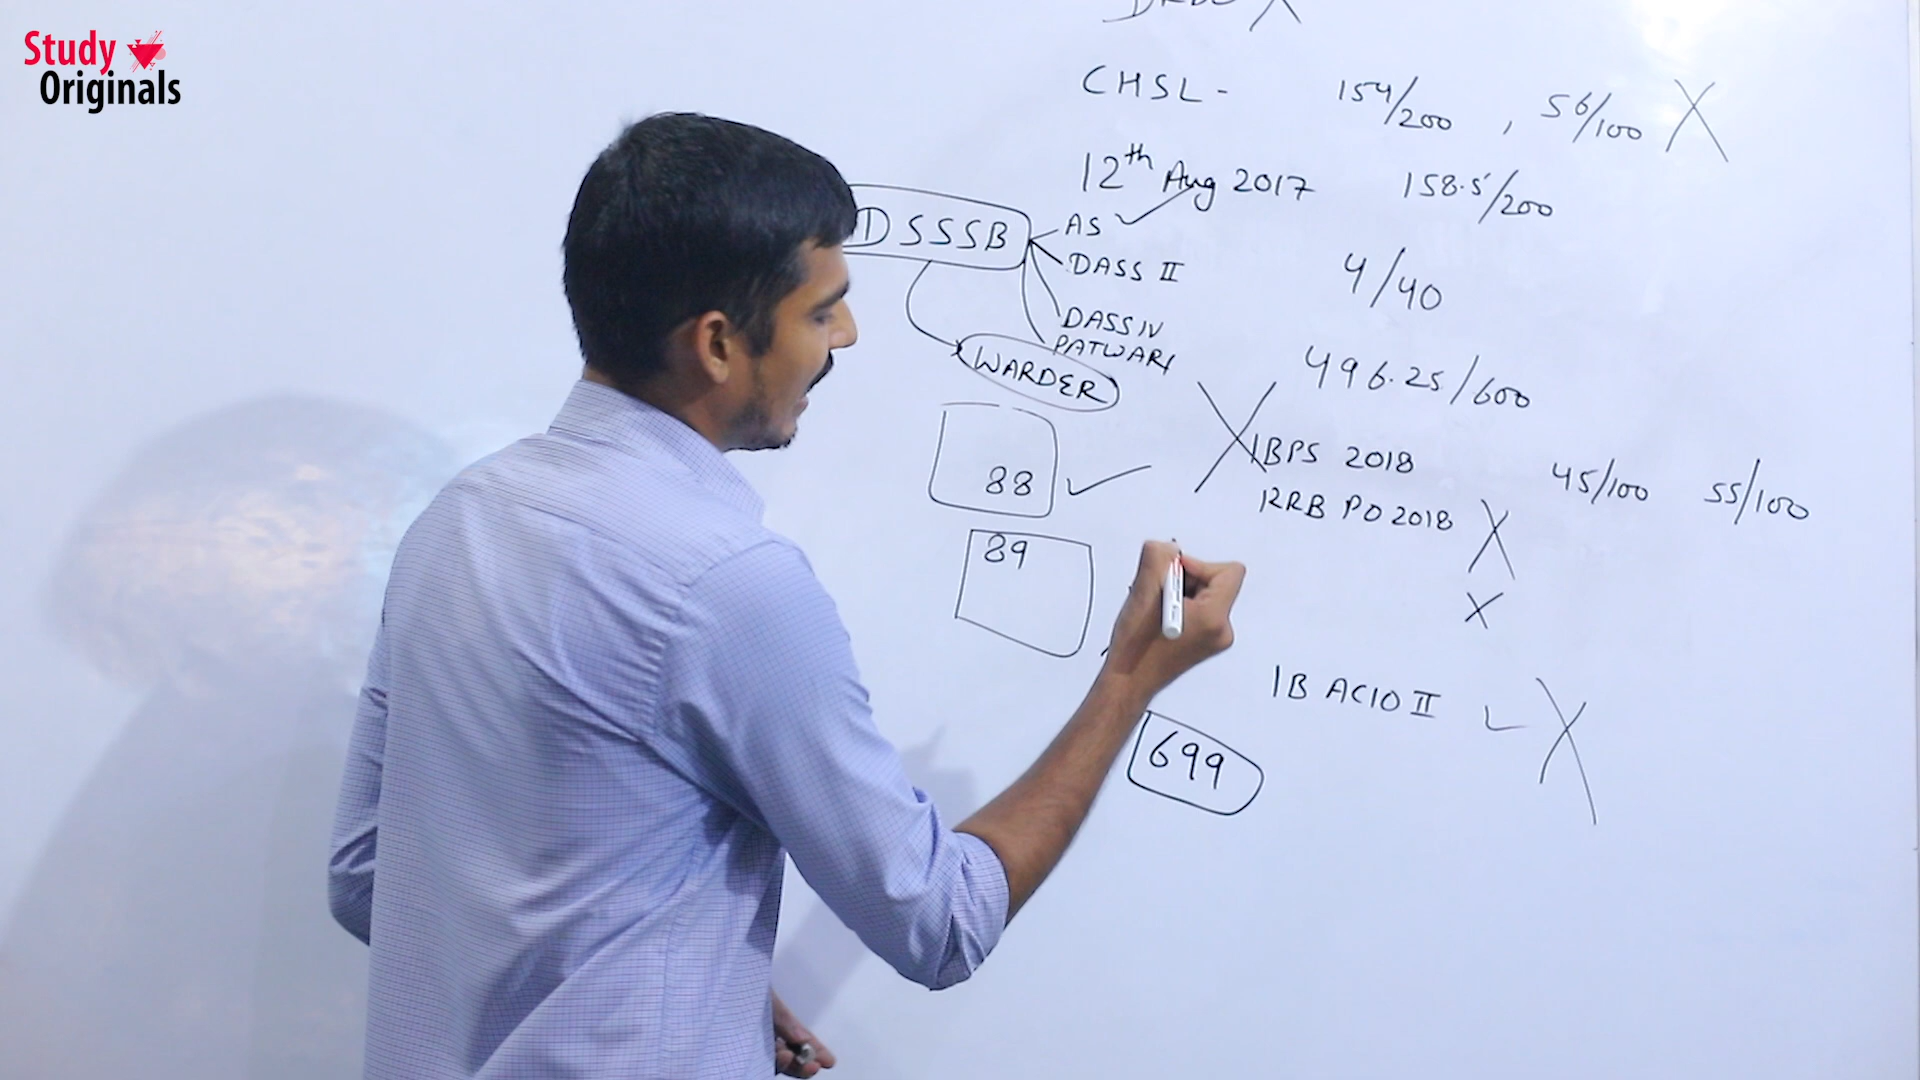 Study
Originals
CHSL - 154/200 , 56/100 X
12th Aug 2017 158.5/200
DSSSB
AS ✓
DASS II
4/40
DASS IV
PATWARI
WARDER
496.25/600
X
88 ✓
IBPS 2018 45/100 55/100
RRB PO 2018 X
89
X
IB ACIO II ✓ X
699